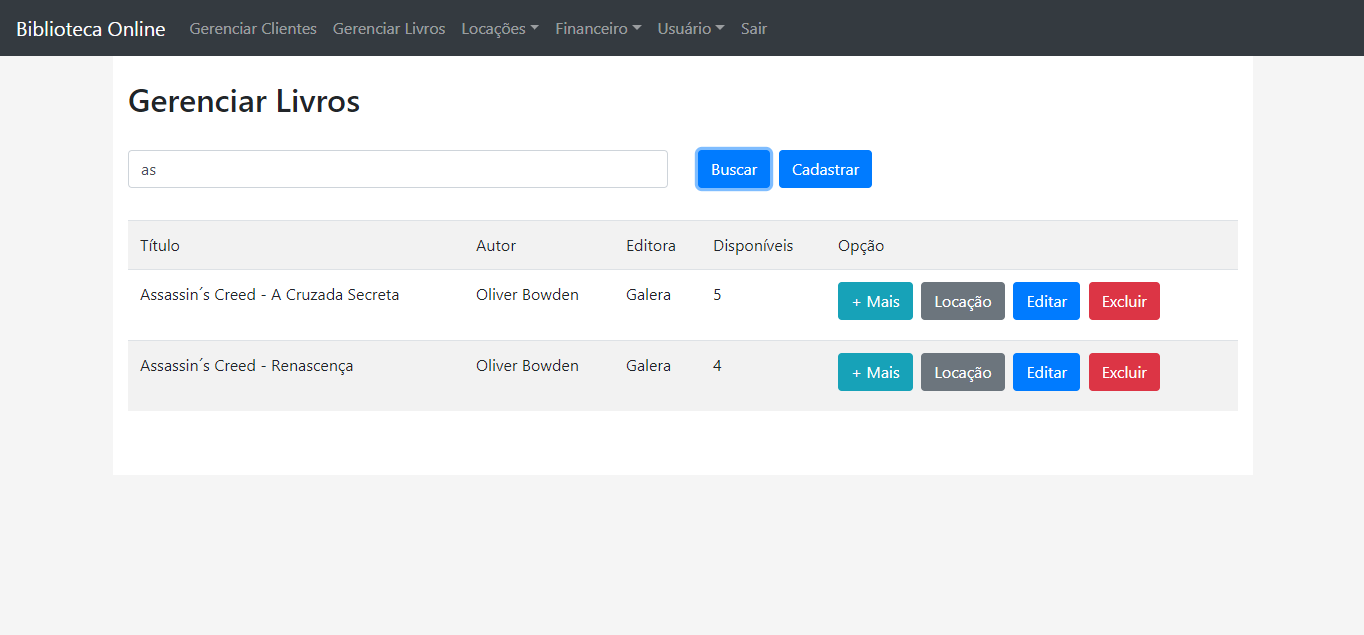 Biblioteca Online Gerenciar Clientes Gerenciar Livros Locações Financeiro Usuário Sair
Gerenciar Livros
as Buscar Cadastrar
Título Autor Editora Disponíveis Opção
Assassin´s Creed - A Cruzada Secreta Oliver Bowden Galera 5 + Mais Locação Editar Excluir
Assassin´s Creed - Renascença Oliver Bowden Galera 4 + Mais Locação Editar Excluir